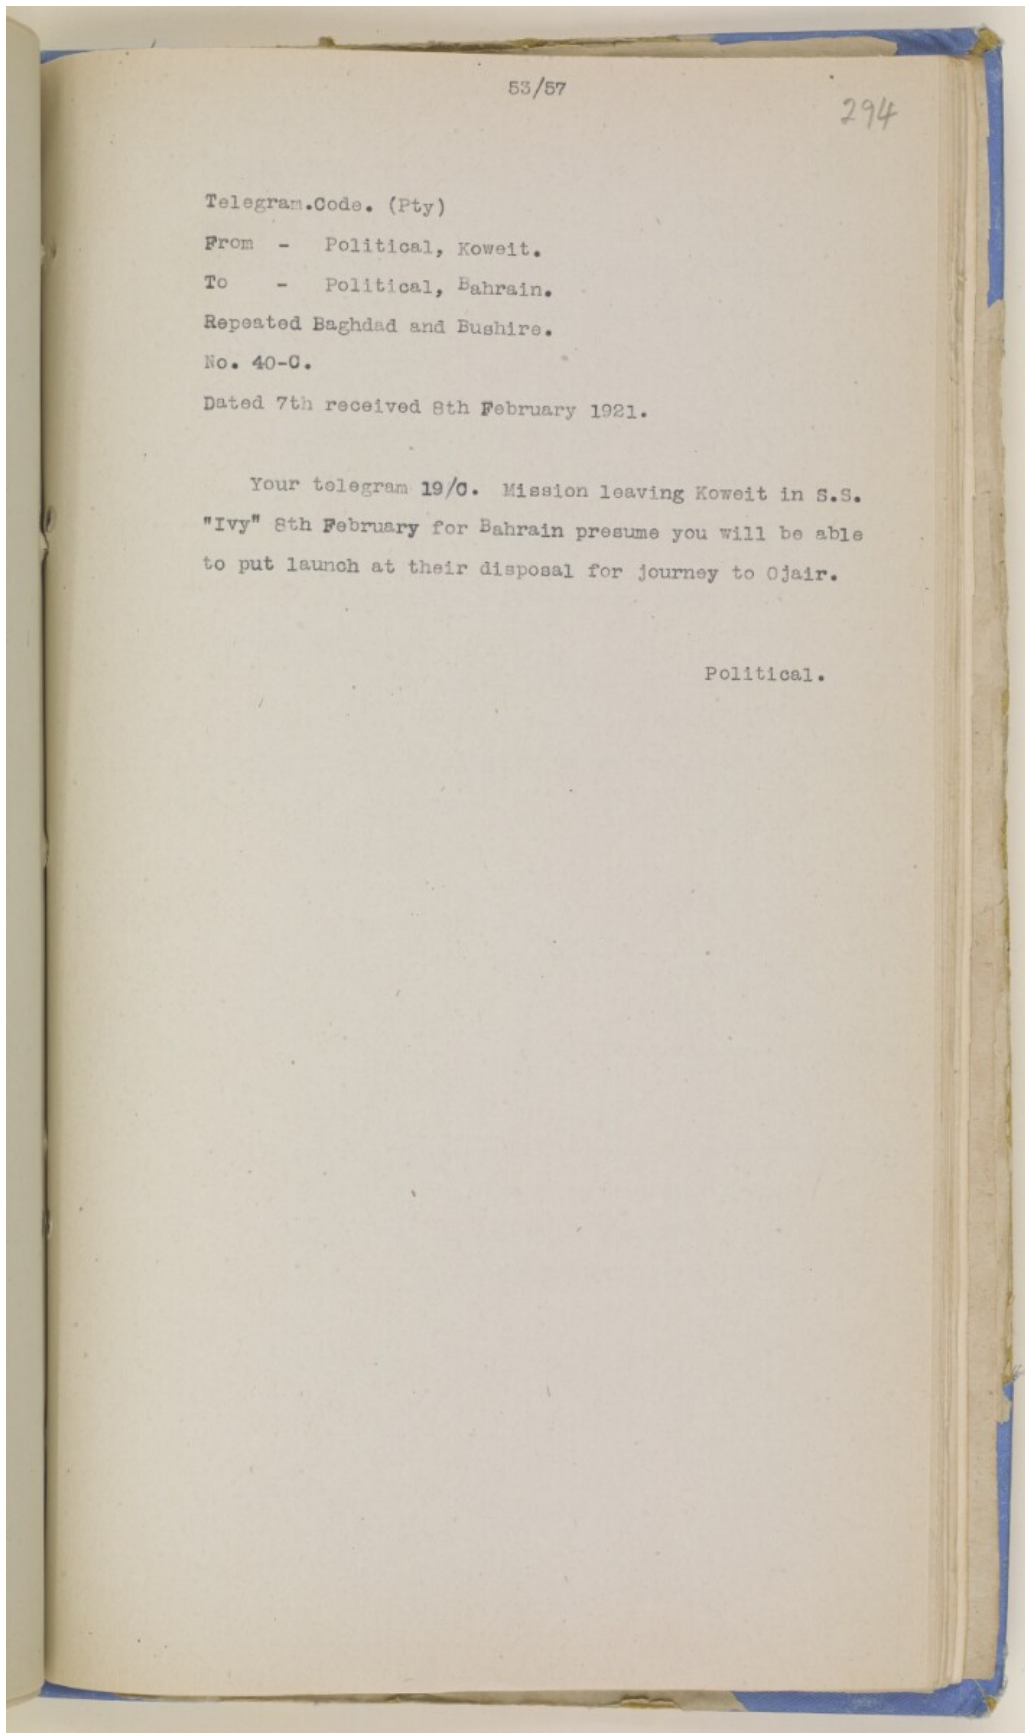 53/57
294
Telegram.Code. (Pty)
From - Political, Koweit.
To - Political, Bahrain.
Repeated Baghdad and Bushire.
No. 40-C.
Dated 7th received 8th February 1921.
Your telegram 19/C. Mission leaving Koweit in S.S.
"Ivy" 8th February for Bahrain presume you will be able
to put launch at their disposal for journey to Ojair.
Political.